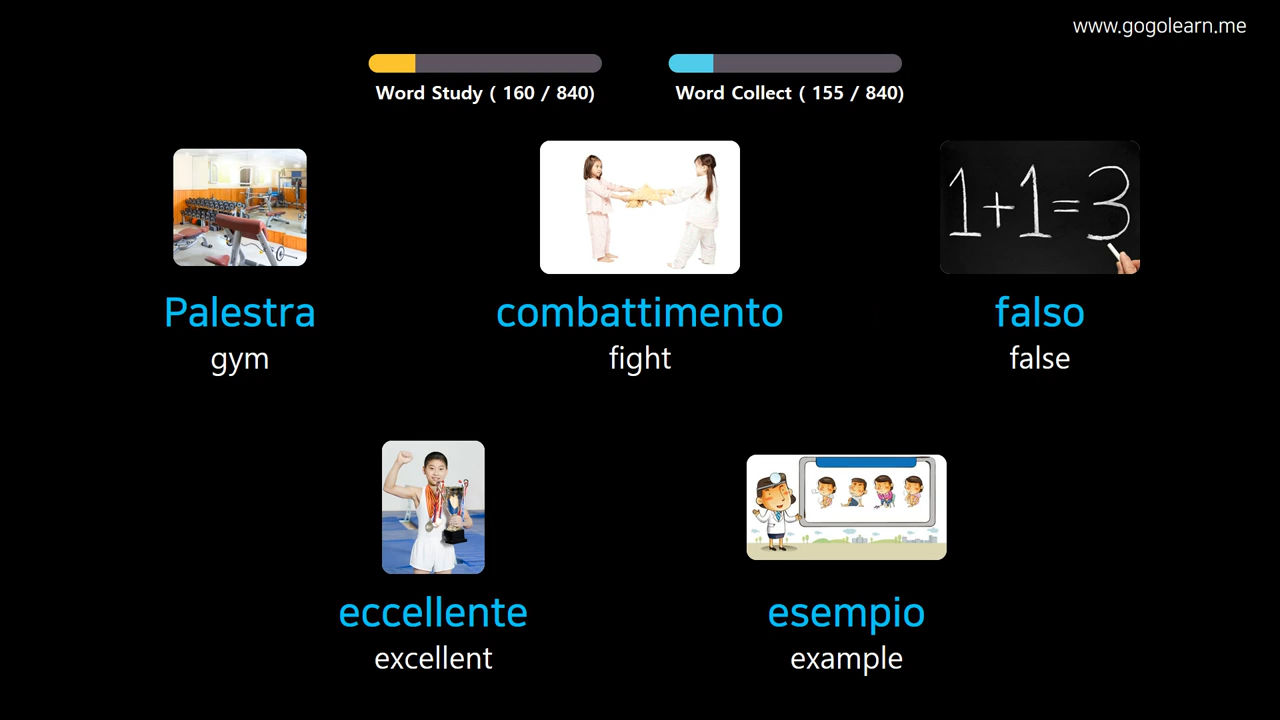 www.gogolearn.me
Word Study ( 160 / 840)
Word Collect ( 155 / 840)
1+1=3
Palestra
combattimento
falso
gym
fight
false
eccellente
esempio
excellent
example